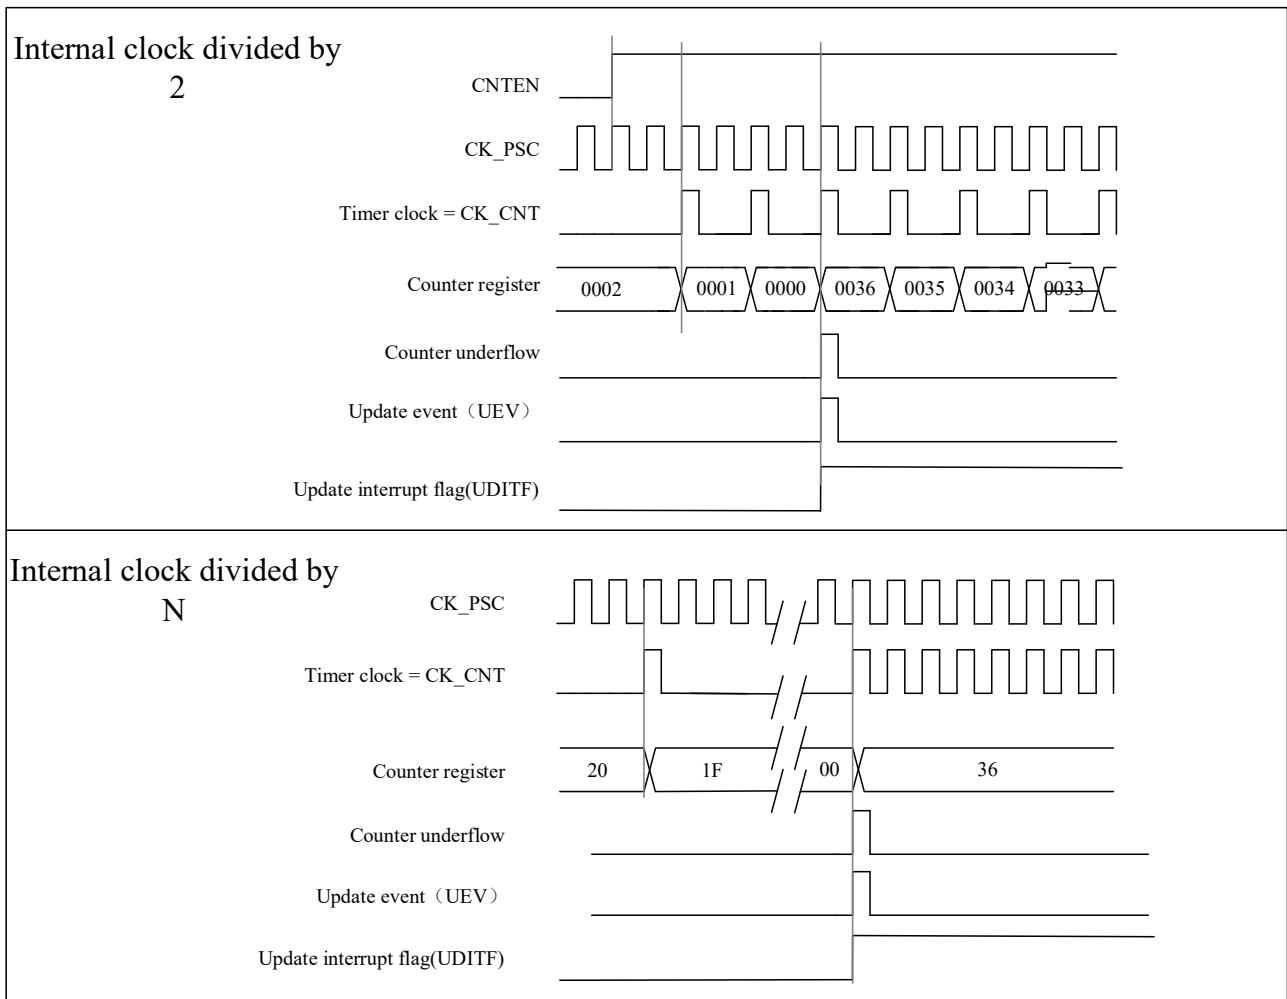 Internal clock divided by
2
CNTEN
CK_PSC
Timer clock = CK_CNT
Counter register
0002 0001 0000 0036 0035 0034 0033
Counter underflow
Update event（UEV）
Update interrupt flag(UDITF)
Internal clock divided by
N
CK_PSC
Timer clock = CK_CNT
Counter register
20 1F 00 36
Counter underflow
Update event（UEV）
Update interrupt flag(UDITF)